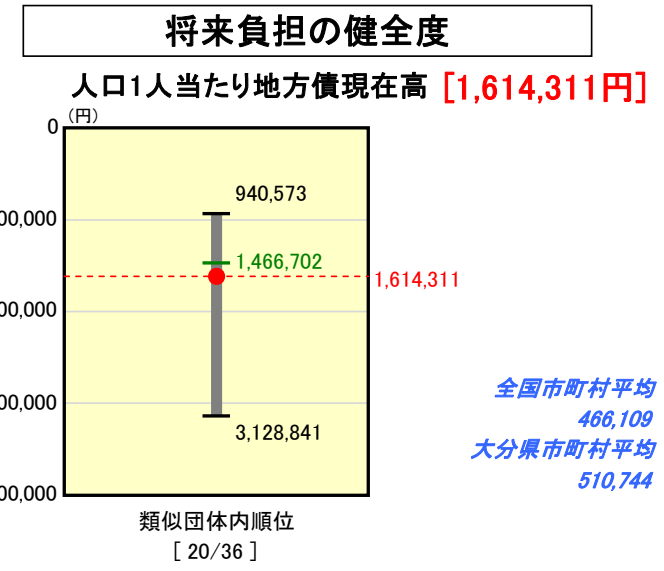 将来負担の健全度
人口1人当たり地方債現在高 [1,614,311円]
(円)
0
940,573
00,000
1,466,702
1,614,311
00,000
全国市町村平均
466,109
00,000
3,128,841
大分県市町村平均
510,744
00,000
類似団体内順位
[ 20/36 ]